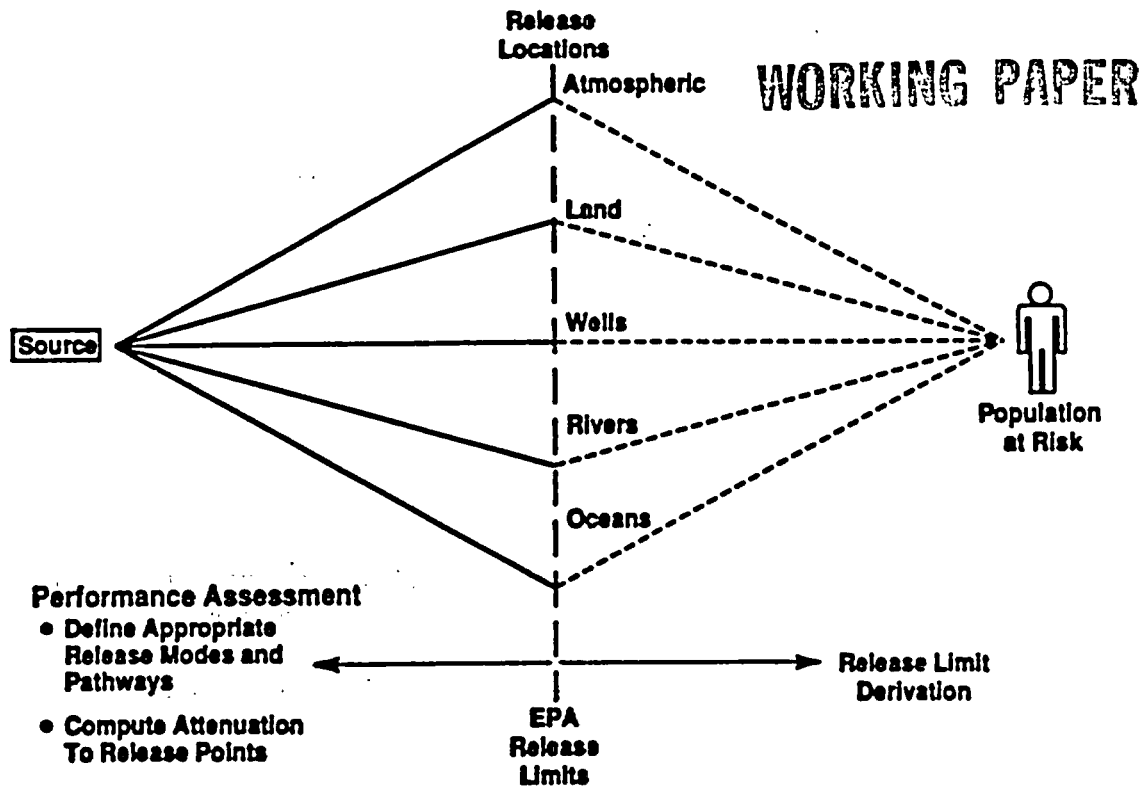 Release
Locations
Atmospheric
WORKING PAPER
Land
Source
Wells
Population
at Risk
Rivers
Oceans
Performance Assessment
● Define Appropriate
Release Modes and
Pathways
● Compute Attenuation
To Release Points
Release Limit
Derivation
EPA
Release
Limits